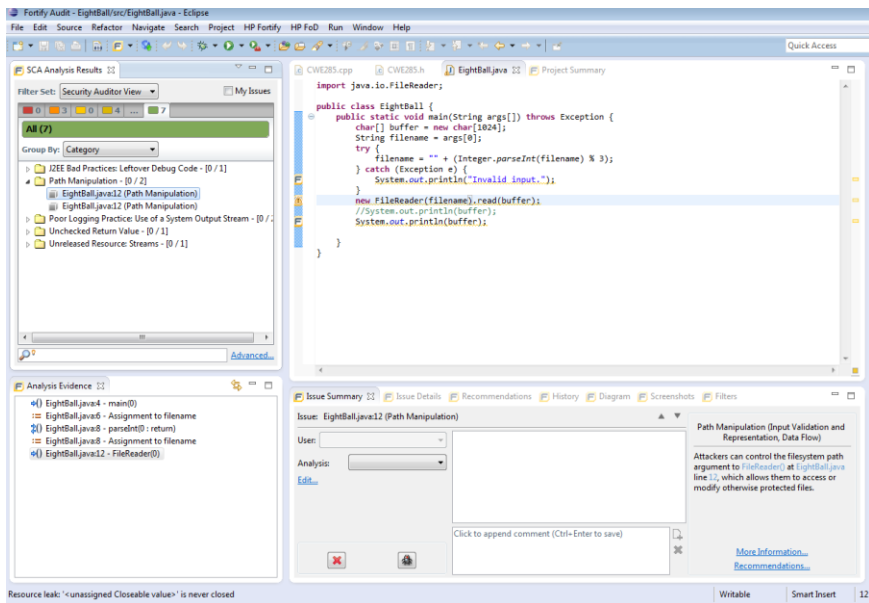 Fortify Audit - EightBall/src/EightBall.java - Eclipse
File Edit Source Refactor Navigate Search Project HP Fortify HP FoD Run Window Help
Quick Access
SCA Analysis Results
Filter Set: Security Auditor View My Issues
0 3 0 4 ... 7
All (7)
Group By: Category
J2EE Bad Practices: Leftover Debug Code - [0 / 1]
Path Manipulation - [0 / 2]
EightBall.java:12 (Path Manipulation)
EightBall.java:12 (Path Manipulation)
Poor Logging Practice: Use of a System Output Stream - [0 /
Unchecked Return Value - [0 / 1]
Unreleased Resource: Streams - [0 / 1]
Advanced...
CWE285.cpp CWE285.h EightBall.java Project Summary
import java.io.FileReader;
public class EightBall {
public static void main(String args[]) throws Exception {
char[] buffer = new char[1024];
String filename = args[0];
try {
filename = "" + (Integer.parseInt(filename) % 3);
} catch (Exception e) {
System.out.println("Invalid input.");
}
new FileReader(filename).read(buffer);
//System.out.println(buffer);
System.out.println(buffer);
}
}
Analysis Evidence
EightBall.java:4 - main(0)
EightBall.java:6 - Assignment to filename
EightBall.java:8 - parseInt(0 : return)
EightBall.java:8 - Assignment to filename
EightBall.java:12 - FileReader(0)
Issue Summary Issue Details Recommendations History Diagram Screenshots Filters
Issue: EightBall.java:12 (Path Manipulation)
User:
Analysis:
Edit...
Click to append comment (Ctrl+Enter to save)
Path Manipulation (Input Validation and
Representation, Data Flow)
Attackers can control the filesystem path
argument to FileReader() at EightBall.java
line 12, which allows them to access or
modify otherwise protected files.
More Information...
Recommendations...
Resource leak: '<unassigned Closeable value>' is never closed
Writable Smart Insert 12